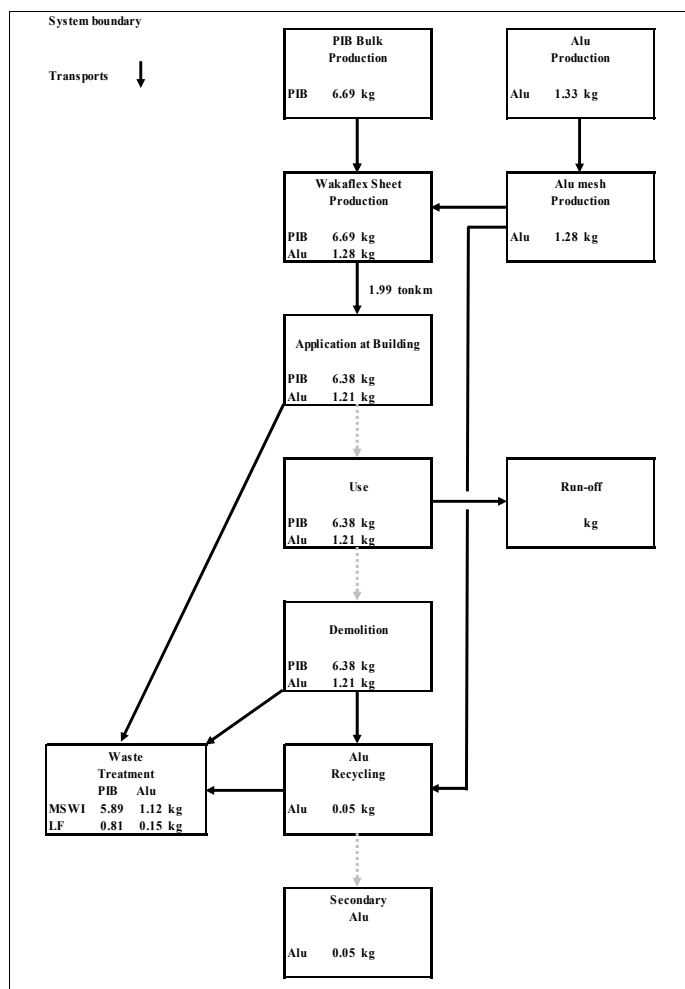 System boundary
Transports
PIB Bulk
Production
PIB 6.69 kg
Alu
Production
Alu 1.33 kg
Wakaflex Sheet
Production
PIB 6.69 kg
Alu 1.28 kg
Alu mesh
Production
Alu 1.28 kg
1.99 tonkm
Application at Building
PIB 6.38 kg
Alu 1.21 kg
Use
PIB 6.38 kg
Alu 1.21 kg
Run-off
kg
Demolition
PIB 6.38 kg
Alu 1.21 kg
Waste
Treatment
PIB Alu
MSWI 5.89 1.12 kg
LF 0.81 0.15 kg
Alu
Recycling
Alu 0.05 kg
Secondary
Alu
Alu 0.05 kg